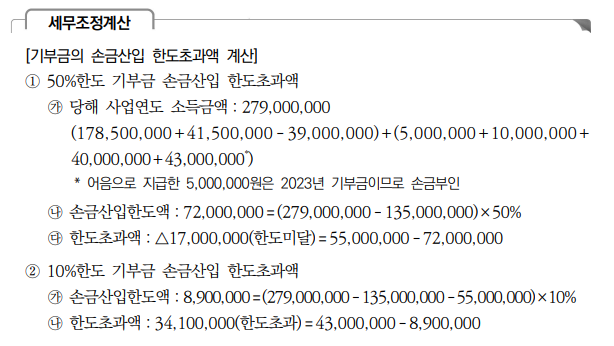 세무조정계산
[기부금의 손금산입 한도초과액 계산]
① 50%한도 기부금 손금산입 한도초과액
㉮ 당해 사업연도 소득금액 : 279,000,000
(178,500,000 + 41,500,000 - 39,000,000) + (5,000,000 + 10,000,000 +
40,000,000 + 43,000,000*)
* 어음으로 지급한 5,000,000원은 2023년 기부금이므로 손금부인
㉯ 손금산입한도액 : 72,000,000 = (279,000,000 - 135,000,000) × 50%
㉰ 한도초과액 : △17,000,000(한도미달) = 55,000,000 - 72,000,000
② 10%한도 기부금 손금산입 한도초과액
㉮ 손금산입한도액 : 8,900,000 = (279,000,000 - 135,000,000 - 55,000,000) × 10%
㉯ 한도초과액 : 34,100,000(한도초과) = 43,000,000 - 8,900,000